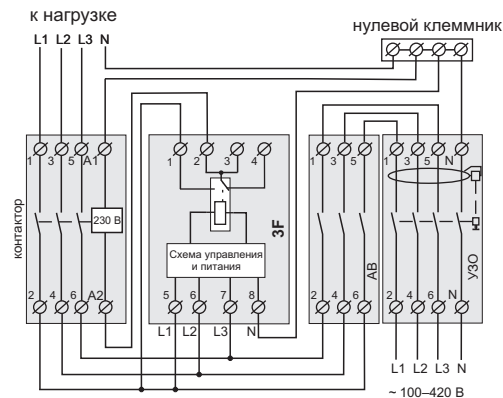 к нагрузке
нулевой клеммник
L1 L2 L3 N
1 3 5 A1
1 2 3 4
1 3 5
1 3 5 N
контактор
230 В
3F
Схема управления
и питания
АВ
УЗО
2 4 6 A2
5 6 7 8
2 4 6
2 4 6 N
L1 L2 L3 N
L1 L2 L3 N
~ 100–420 В